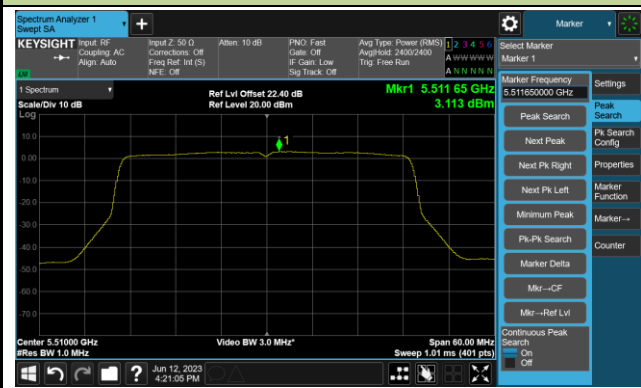 Spectrum Analyzer 1
Swept SA
Marker
KEYSIGHT
Input: RF
Coupling: AC
Align: Auto
Input Z: 50 Ω
Corrections: Off
Freq Ref: Int (S)
NFE: Off
Atten: 10 dB
PNO: Fast
Gate: Off
IF Gain: Low
Sig Track: Off
Avg Type: Power (RMS)
Avg|Hold: 2400/2400
Trig: Free Run
1 2 3 4 5 6
A W W W W W
A N N N N N
Select Marker
Marker 1
1 Spectrum
Scale/Div 10 dB
Log
Ref Lvl Offset 22.40 dB
Ref Level 20.00 dBm
Mkr1 5.511 65 GHz
3.113 dBm
Marker Frequency
5.511650000 GHz
Settings
Peak Search
Next Peak
Next Pk Right
Next Pk Left
Minimum Peak
Pk-Pk Search
Marker Delta
Mkr→CF
Mkr→Ref Lvl
Continuous Peak
Search
On
Off
Peak
Search
Pk Search
Config
Properties
Marker
Function
Marker→
Counter
1
10.0
0.00
-10.0
-20.0
-30.0
-40.0
-50.0
-60.0
-70.0
Center 5.51000 GHz
#Res BW 1.0 MHz
Video BW 3.0 MHz*
Span 60.00 MHz
Sweep 1.01 ms (401 pts)
?
Jun 12, 2023
4:21:05 PM